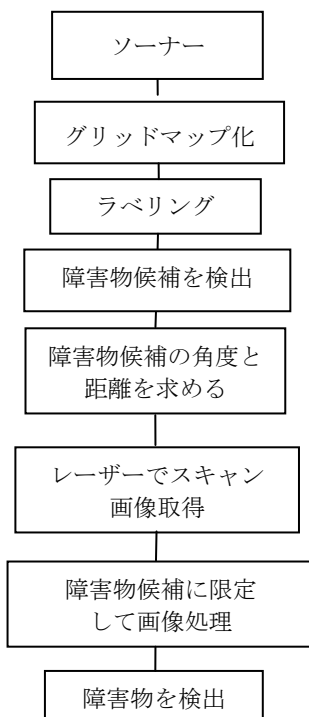 ソーナー
グリッドマップ化
ラベリング
障害物候補を検出
障害物候補の角度と
距離を求める
レーザーでスキャン
画像取得
障害物候補に限定
して画像処理
障害物を検出